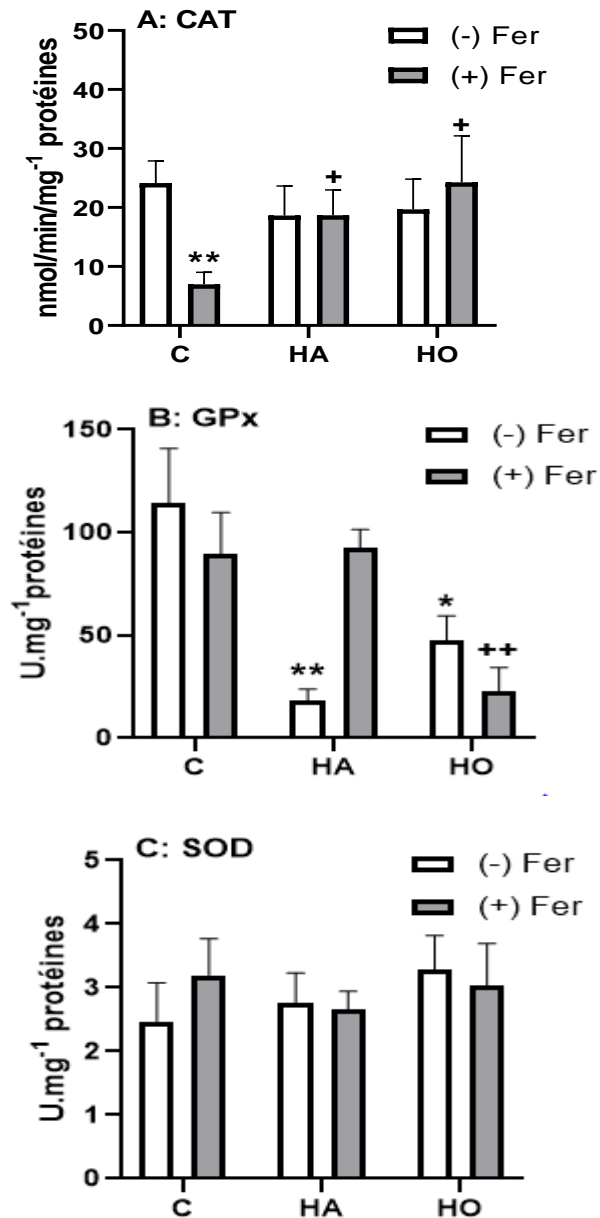 A: CAT
(-) Fer
(+) Fer
nmol/min/mg⁻¹ protéines
50
40
30
20
10
0
**
+
+
C HA HO
B: GPx
(-) Fer
(+) Fer
U.mg⁻¹protéines
150
100
50
0
**
*
++
C HA HO
C: SOD
(-) Fer
(+) Fer
U.mg⁻¹ protéines
5
4
3
2
1
0
C HA HO